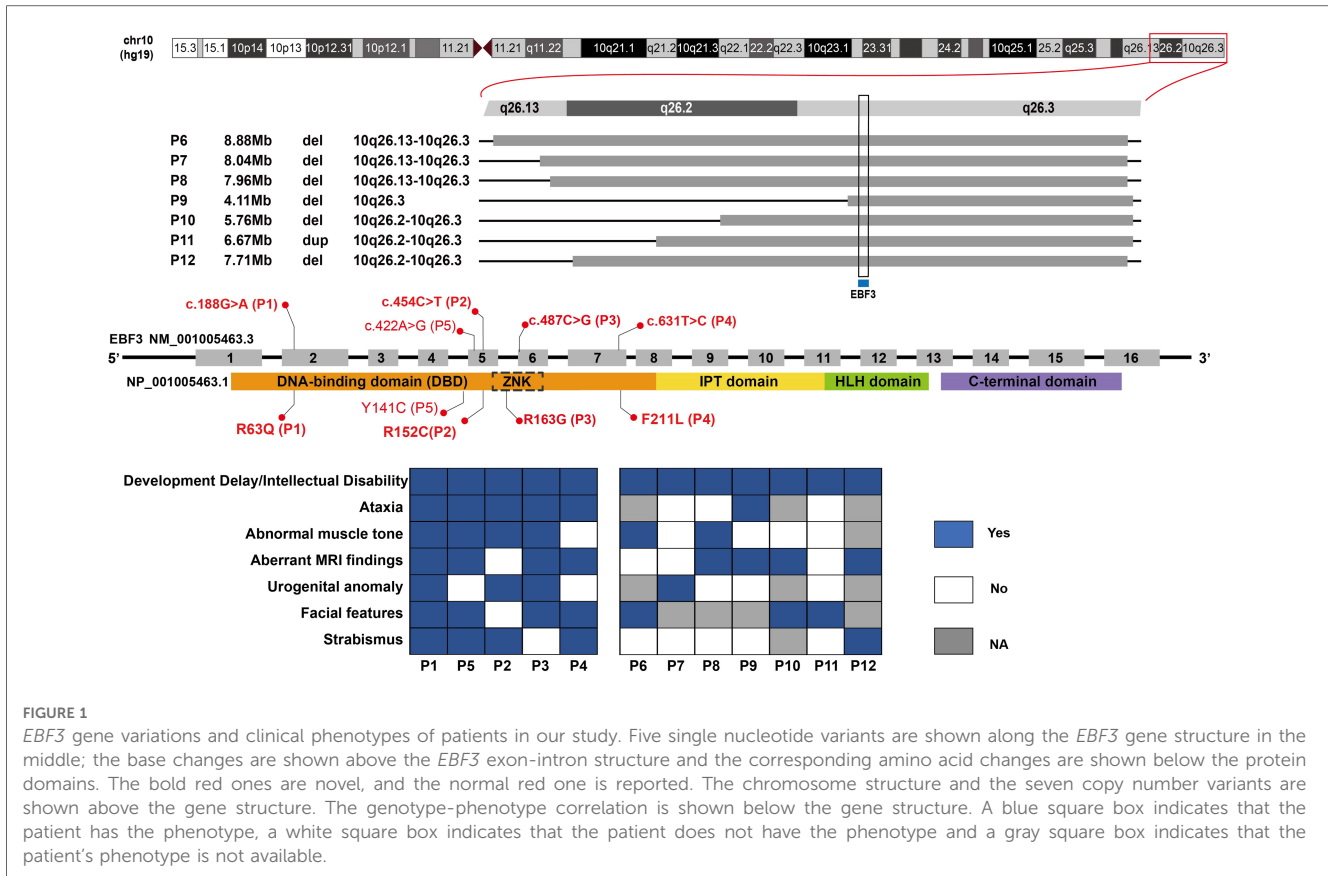 chr10
(hg19)
15.3 15.1 10p14 10p13 10p12.31 10p12.1 11.21 11.21 q11.22 10q21.1 q21.2 10q21.3 q22.1 22.2 q22.3 10q23.1 23.31 24.2 10q25.1 25.2 q25.3 q26.13 26.2 10q26.3
q26.13 q26.2 q26.3
P6 8.88Mb del 10q26.13-10q26.3
P7 8.04Mb del 10q26.13-10q26.3
P8 7.96Mb del 10q26.13-10q26.3
P9 4.11Mb del 10q26.3
P10 5.76Mb del 10q26.2-10q26.3
P11 6.67Mb dup 10q26.2-10q26.3
P12 7.71Mb del 10q26.2-10q26.3
EBF3
c.188G>A (P1) c.454C>T (P2)
c.422A>G (P5) c.487C>G (P3) c.631T>C (P4)
EBF3 NM_001005463.3
5' 1 2 3 4 5 6 7 8 9 10 11 12 13 14 15 16 3'
NP_001005463.1 DNA-binding domain (DBD) ZNK IPT domain HLH domain C-terminal domain
Y141C (P5)
R63Q (P1) R152C(P2) R163G (P3) F211L (P4)
Development Delay/Intellectual Disability
Ataxia
Abnormal muscle tone
Aberrant MRI findings
Urogenital anomaly
Facial features
Strabismus
P1 P5 P2 P3 P4 P6 P7 P8 P9 P10 P11 P12
Yes
No
NA
FIGURE 1
EBF3 gene variations and clinical phenotypes of patients in our study. Five single nucleotide variants are shown along the EBF3 gene structure in the
middle; the base changes are shown above the EBF3 exon-intron structure and the corresponding amino acid changes are shown below the protein
domains. The bold red ones are novel, and the normal red one is reported. The chromosome structure and the seven copy number variants are
shown above the gene structure. The genotype-phenotype correlation is shown below the gene structure. A blue square box indicates that the
patient has the phenotype, a white square box indicates that the patient does not have the phenotype and a gray square box indicates that the
patient's phenotype is not available.